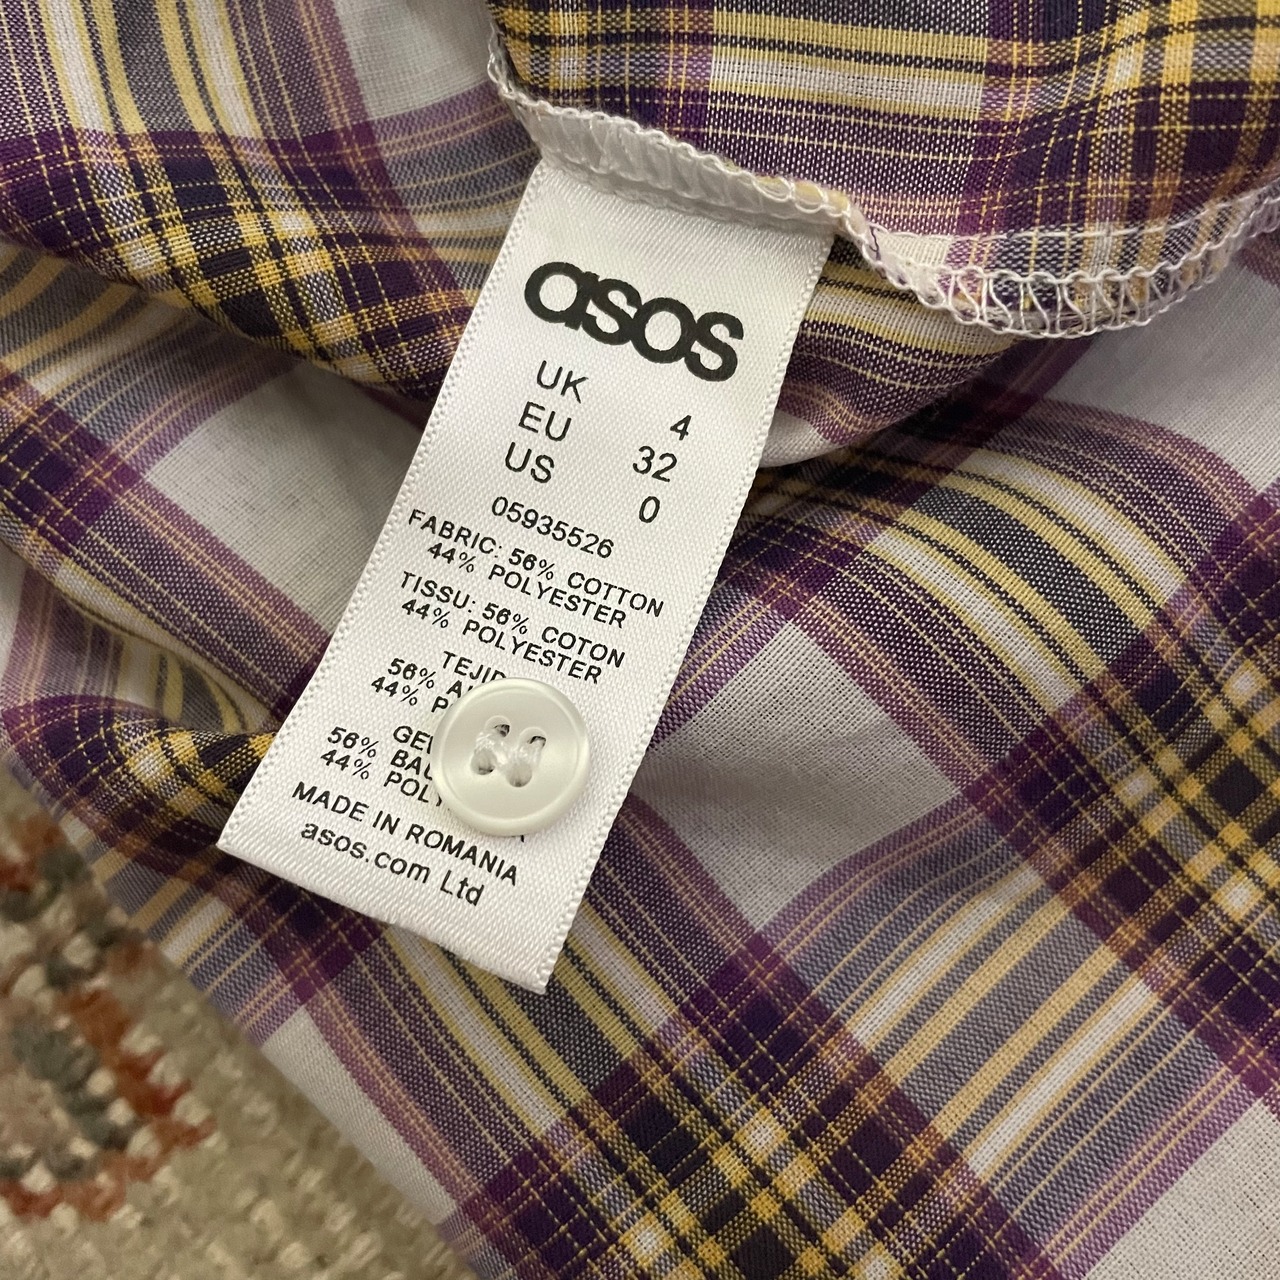 asos
UK 4
EU 32
US 0
05935526
FABRIC: 56% COTTON
44% POLYESTER
TISSU: 56% COTON
44% POLYESTER
56%
44%
56%
44%
MADE IN ROMANIA
asos.com Ltd